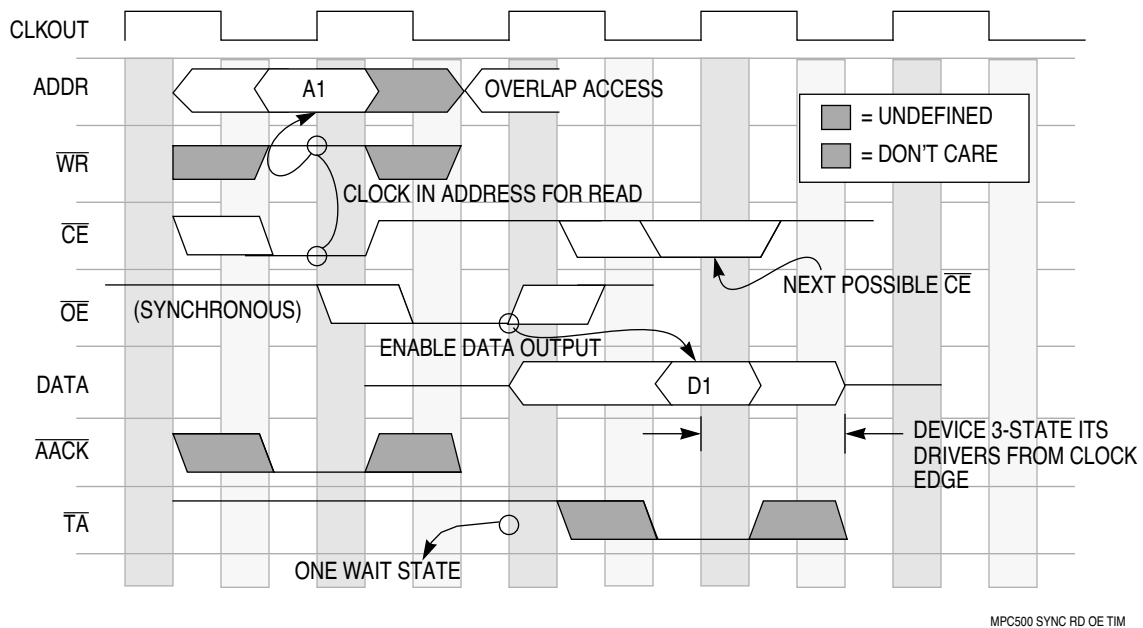 CLKOUT
ADDR
A1
OVERLAP ACCESS
= UNDEFINED
= DON'T CARE
WR
CLOCK IN ADDRESS FOR READ
CE
NEXT POSSIBLE CE
OE
(SYNCHRONOUS)
ENABLE DATA OUTPUT
DATA
D1
DEVICE 3-STATE ITS
DRIVERS FROM CLOCK
EDGE
AACK
TA
ONE WAIT STATE
MPC500 SYNC RD OE TIM